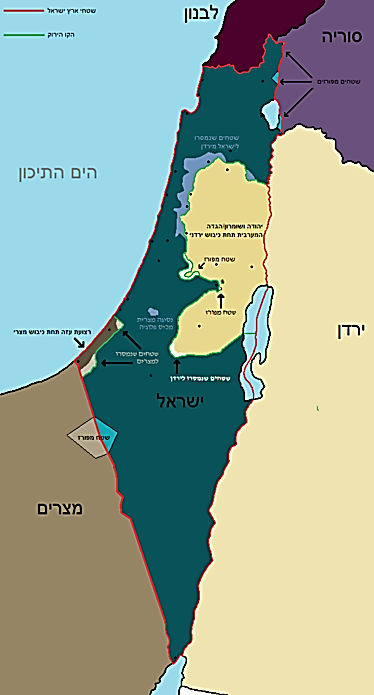 שטחי ארץ ישראל
הקו הירוק
לבנון
סוריה
שטחים מפורזים
שטחים שנמסרו
לישראל מירדן
הים התיכון
יהודה ושומרון/הגדה
המערבית תחת כיבוש ירדני
שטח מפורז
שטח מפורז
נסיגה מצרית
רצועת עזה תחת כיבוש מצרי
ירדן
שטחים שנמסרו
למצרים
שטחים שנמסרו לירדן
ישראל
שטח מפורז
מצרים